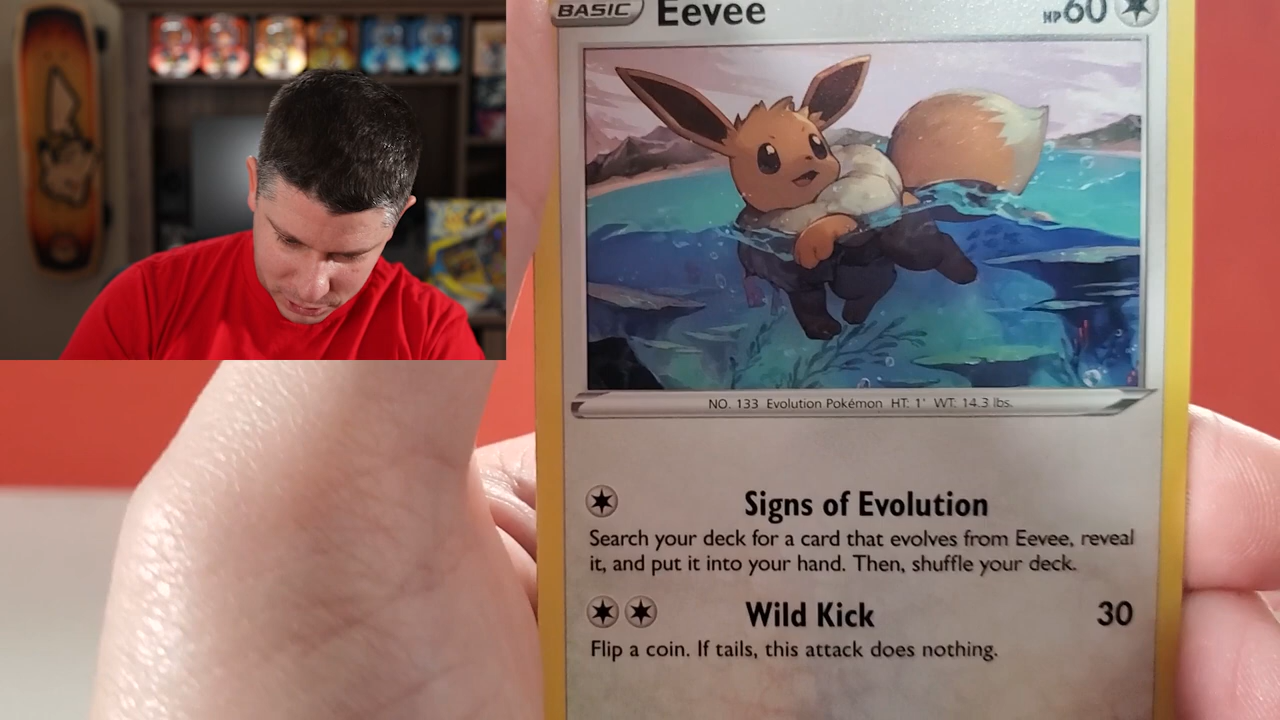 BASIC Eevee HP60
NO. 133 Evolution Pokémon HT: 1' WT: 14.3 lbs.
Signs of Evolution
Search your deck for a card that evolves from Eevee, reveal
it, and put it into your hand. Then, shuffle your deck.
Wild Kick 30
Flip a coin. If tails, this attack does nothing.